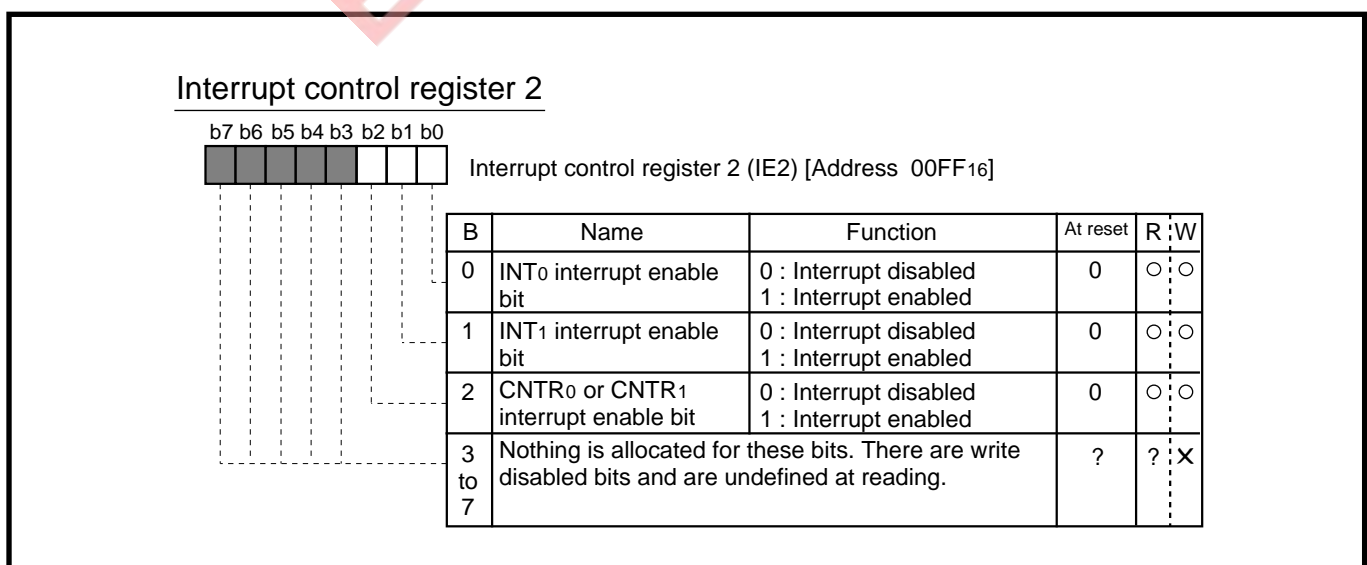 Interrupt control register 2
b7 b6 b5 b4 b3 b2 b1 b0
Interrupt control register 2 (IE2) [Address 00FF16]
B Name Function At reset R W
0 INT0 interrupt enable bit 0 : Interrupt disabled 1 : Interrupt enabled 0 ○ ○
1 INT1 interrupt enable bit 0 : Interrupt disabled 1 : Interrupt enabled 0 ○ ○
2 CNTR0 or CNTR1 interrupt enable bit 0 : Interrupt disabled 1 : Interrupt enabled 0 ○ ○
3 to 7 Nothing is allocated for these bits. There are write disabled bits and are undefined at reading. ? ? ×